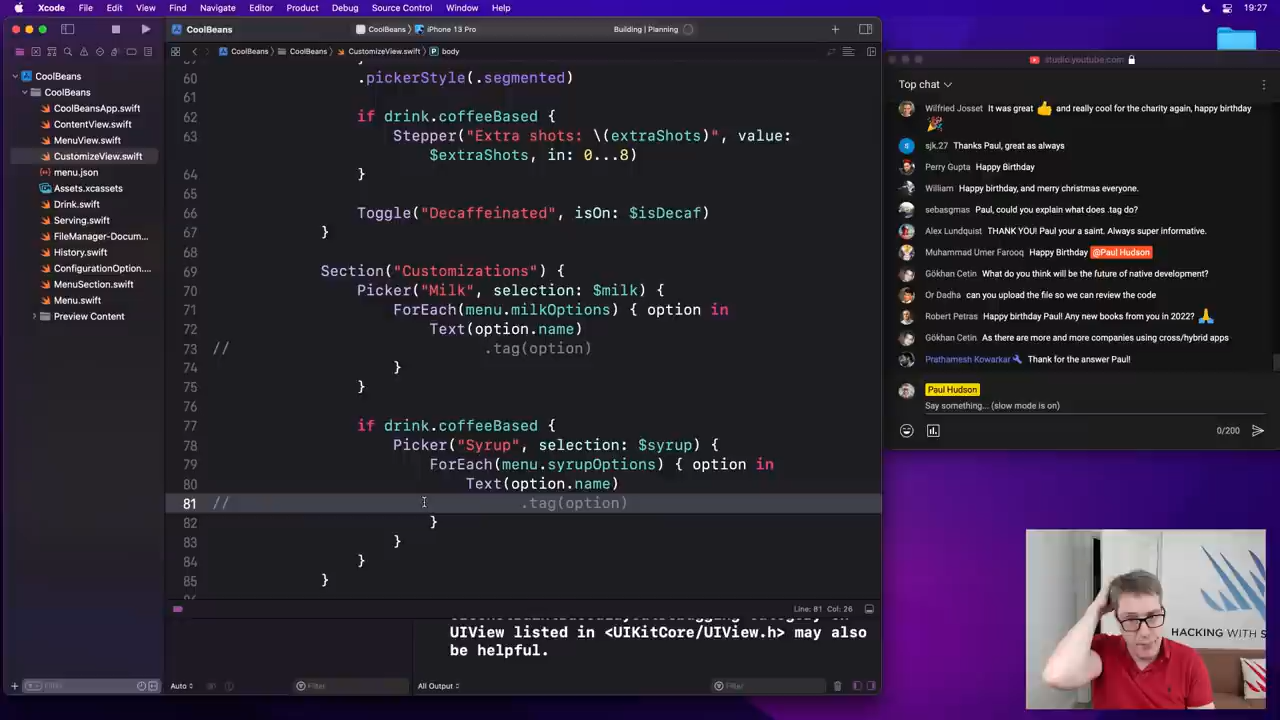 Xcode File Edit View Find Navigate Editor Product Debug Source Control Window Help 19:27
CoolBeans CoolBeans iPhone 13 Pro Building | Planning
CoolBeans CoolBeans CustomizeView.swift body
CoolBeans
CoolBeans
CoolBeansApp.swift
ContentView.swift
MenuView.swift
CustomizeView.swift
menu.json
Assets.xcassets
Drink.swift
Serving.swift
FileManager-Docum...
History.swift
ConfigurationOption....
MenuSection.swift
Menu.swift
Preview Content
60 .pickerStyle(.segmented)
61
62 if drink.coffeeBased {
63 Stepper("Extra shots: \(extraShots)", value:
$extraShots, in: 0...8)
64 }
65
66 Toggle("Decaffeinated", isOn: $isDecaf)
67 }
68
69 Section("Customizations") {
70 Picker("Milk", selection: $milk) {
71 ForEach(menu.milkOptions) { option in
72 Text(option.name)
73 // .tag(option)
74 }
75 }
76
77 if drink.coffeeBased {
78 Picker("Syrup", selection: $syrup) {
79 ForEach(menu.syrupOptions) { option in
80 Text(option.name)
81 // .tag(option)
82 }
83 }
84 }
85 }
Line: 81 Col: 26
UIView listed in <UIKitCore/UIView.h> may also
be helpful.
Filter Auto Filter All Output Filter
studio.youtube.com
Top chat
Wilfried Josset It was great 👍 and really cool for the charity again, happy birthday
🎉
sjk.27 Thanks Paul, great as always
Perry Gupta Happy Birthday
William Happy birthday, and merry christmas everyone.
sebasgmas Paul, could you explain what does .tag do?
Alex Lundquist THANK YOU! Paul your a saint. Always super informative.
Muhammad Umer Farooq Happy Birthday @Paul Hudson
Gökhan Cetin What do you think will be the future of native development?
Or Dadha can you upload the file so we can review the code
Robert Petras Happy birthday Paul! Any new books from you in 2022? 🙏
Gökhan Cetin As there are more and more companies using cross/hybrid apps
Prathamesh Kowarkar Thank for the answer Paul!
Paul Hudson
Say something... (slow mode is on)
0/200
HACKING WITH S